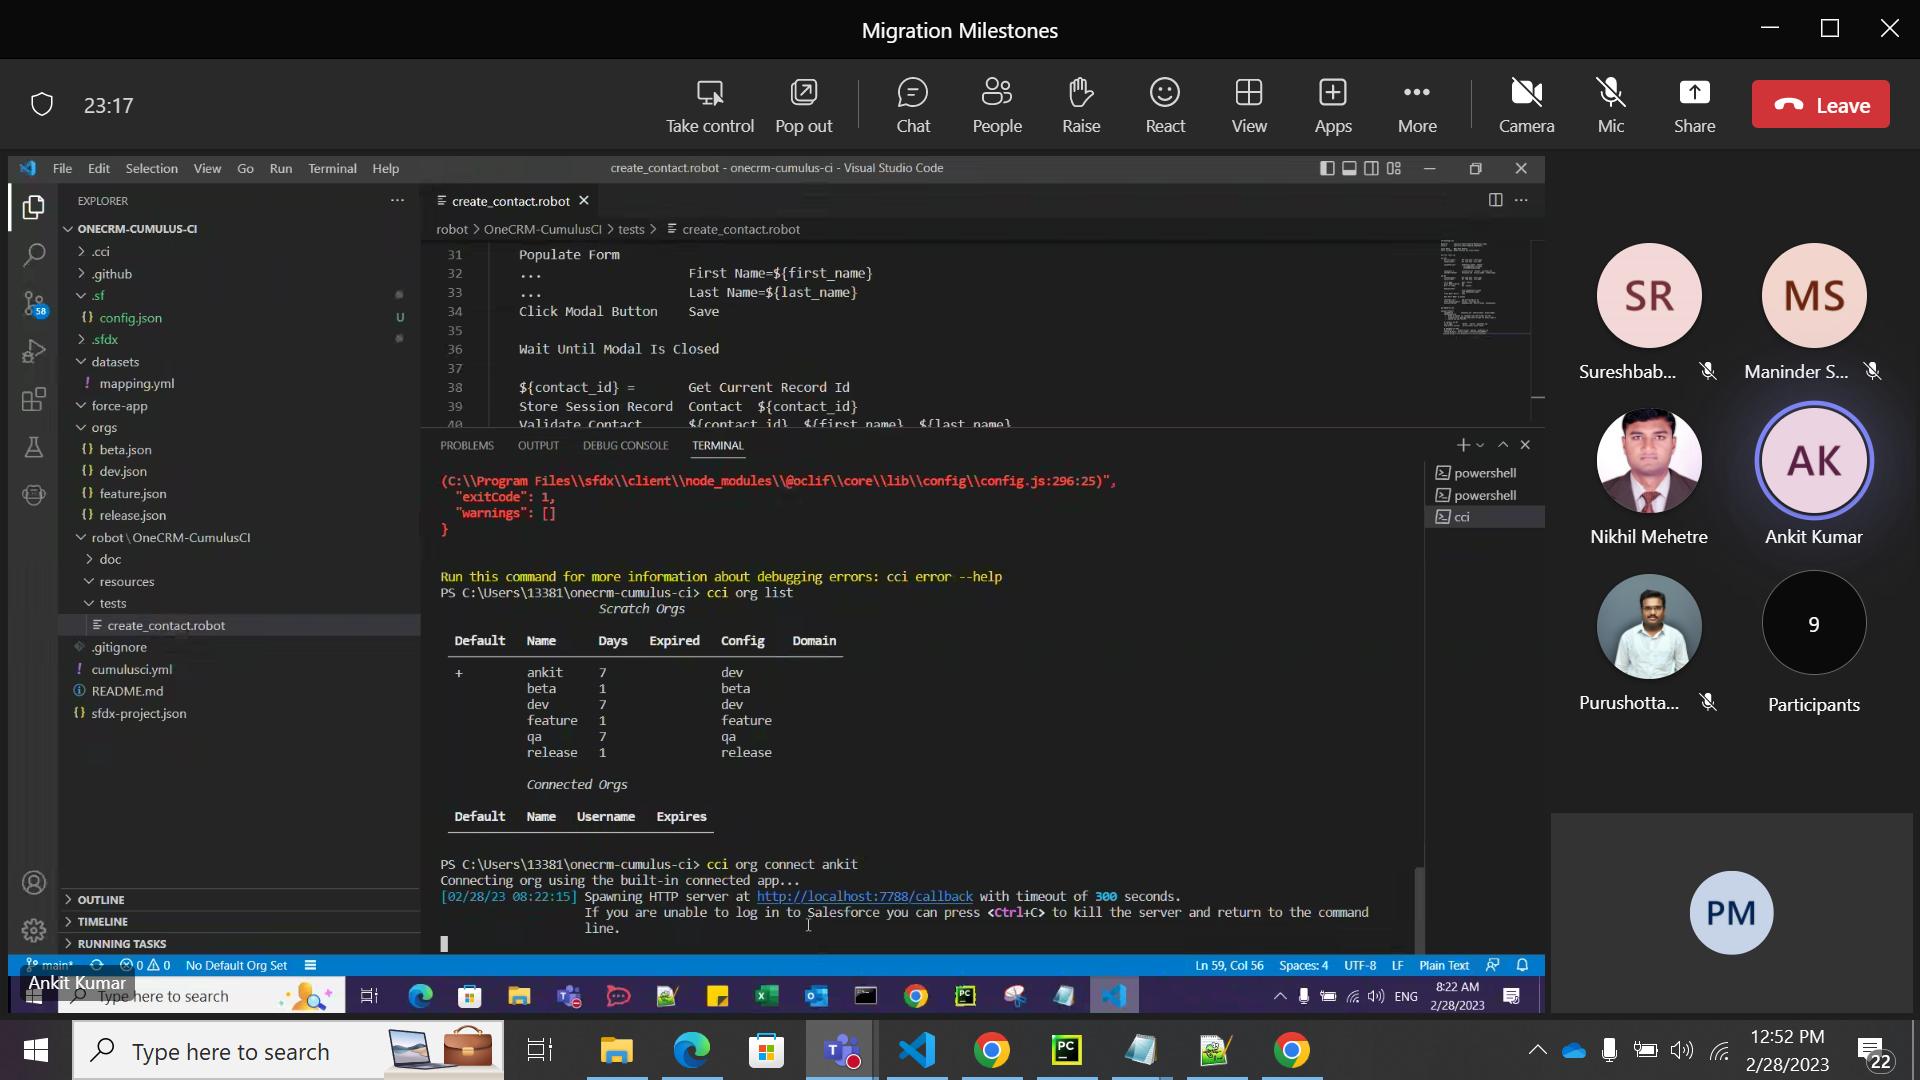 Migration Milestones
23:17
Take control
Pop out
Chat
People
Raise
React
View
Apps
More
Camera
Mic
Share
Leave
File Edit Selection View Go Run Terminal Help
create_contact.robot - onecrm-cumulus-ci - Visual Studio Code
EXPLORER
ONECRM-CUMULUS-CI
.cci
.github
.sf
config.json U
.sfdx
datasets
mapping.yml
force-app
orgs
beta.json
dev.json
feature.json
release.json
robot\OneCRM-CumulusCI
doc
resources
tests
create_contact.robot
.gitignore
cumulusci.yml
README.md
sfdx-project.json
OUTLINE
TIMELINE
RUNNING TASKS
58
create_contact.robot
robot > OneCRM-CumulusCI > tests > create_contact.robot
31 Populate Form
32 ... First Name=${first_name}
33 ... Last Name=${last_name}
34 Click Modal Button Save
35
36 Wait Until Modal Is Closed
37
38 ${contact_id} = Get Current Record Id
39 Store Session Record Contact ${contact_id}
40 Validate Contact ${contact_id} ${first_name} ${last_name}
PROBLEMS OUTPUT DEBUG CONSOLE TERMINAL
powershell
powershell
cci
(C:\\Program Files\\sfdx\\client\\node_modules\\@oclif\\core\\lib\\config\\config.js:296:25)",
"exitCode": 1,
"warnings": []
}
Run this command for more information about debugging errors: cci error --help
PS C:\Users\13381\onecrm-cumulus-ci> cci org list
Scratch Orgs
Default Name Days Expired Config Domain
+ ankit 7 dev
beta 1 beta
dev 7 dev
feature 1 feature
qa 7 qa
release 1 release
Connected Orgs
Default Name Username Expires
PS C:\Users\13381\onecrm-cumulus-ci> cci org connect ankit
Connecting org using the built-in connected app...
[02/28/23 08:22:15] Spawning HTTP server at http://localhost:7788/callback with timeout of 300 seconds.
If you are unable to log in to Salesforce you can press <Ctrl+C> to kill the server and return to the command
line.
main* 0 0 No Default Org Set
Ln 59, Col 56 Spaces: 4 UTF-8 LF Plain Text
Ankit Kumar
Type here to search
ENG
8:22 AM
2/28/2023
SR
Sureshbab...
MS
Maninder S...
Nikhil Mehetre
AK
Ankit Kumar
Purushotta...
9
Participants
PM
Type here to search
12:52 PM
2/28/2023
22